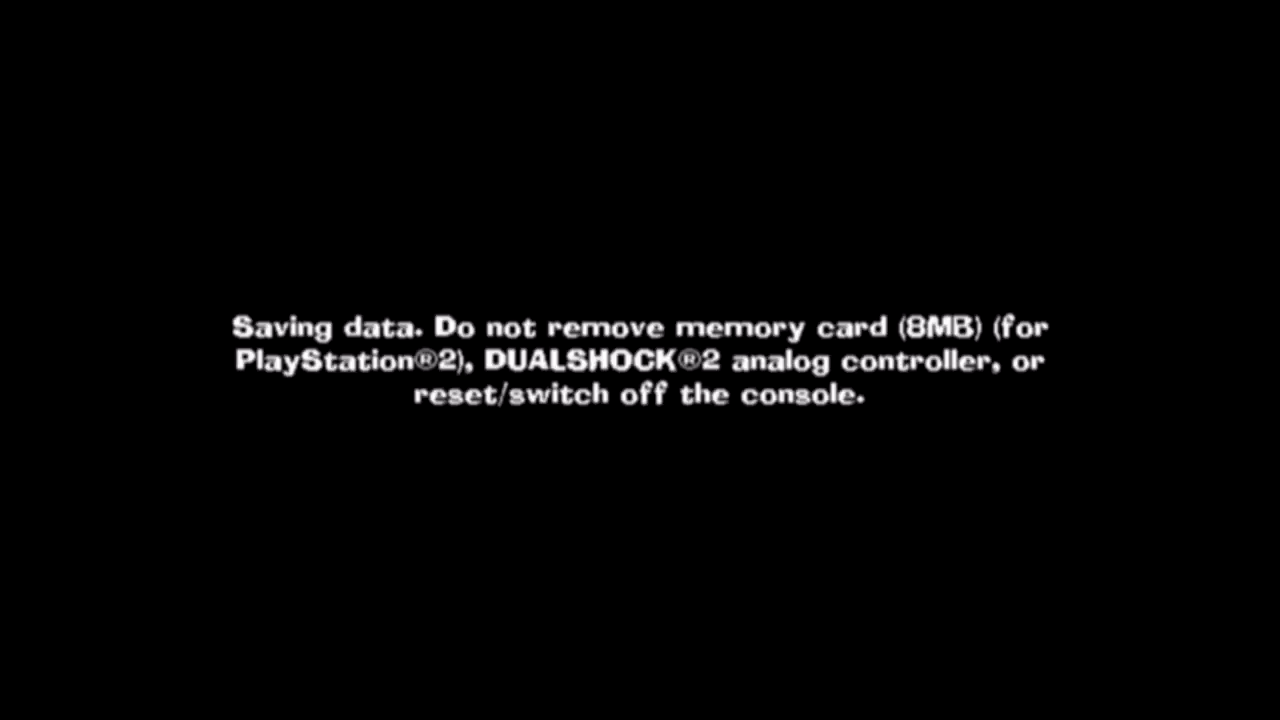 Saving data. Do not remove memory card (8MB) (for
PlayStation®2), DUALSHOCK®2 analog controller, or
reset/switch off the console.